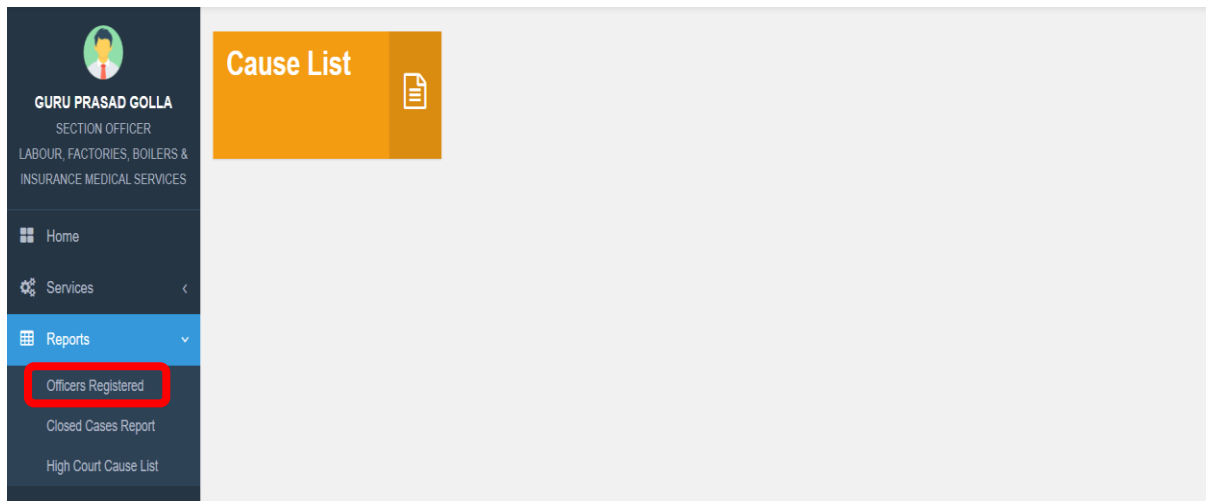 GURU PRASAD GOLLA
SECTION OFFICER
LABOUR, FACTORIES, BOILERS &
INSURANCE MEDICAL SERVICES
Home
Services
Reports
Officers Registered
Closed Cases Report
High Court Cause List
Cause List